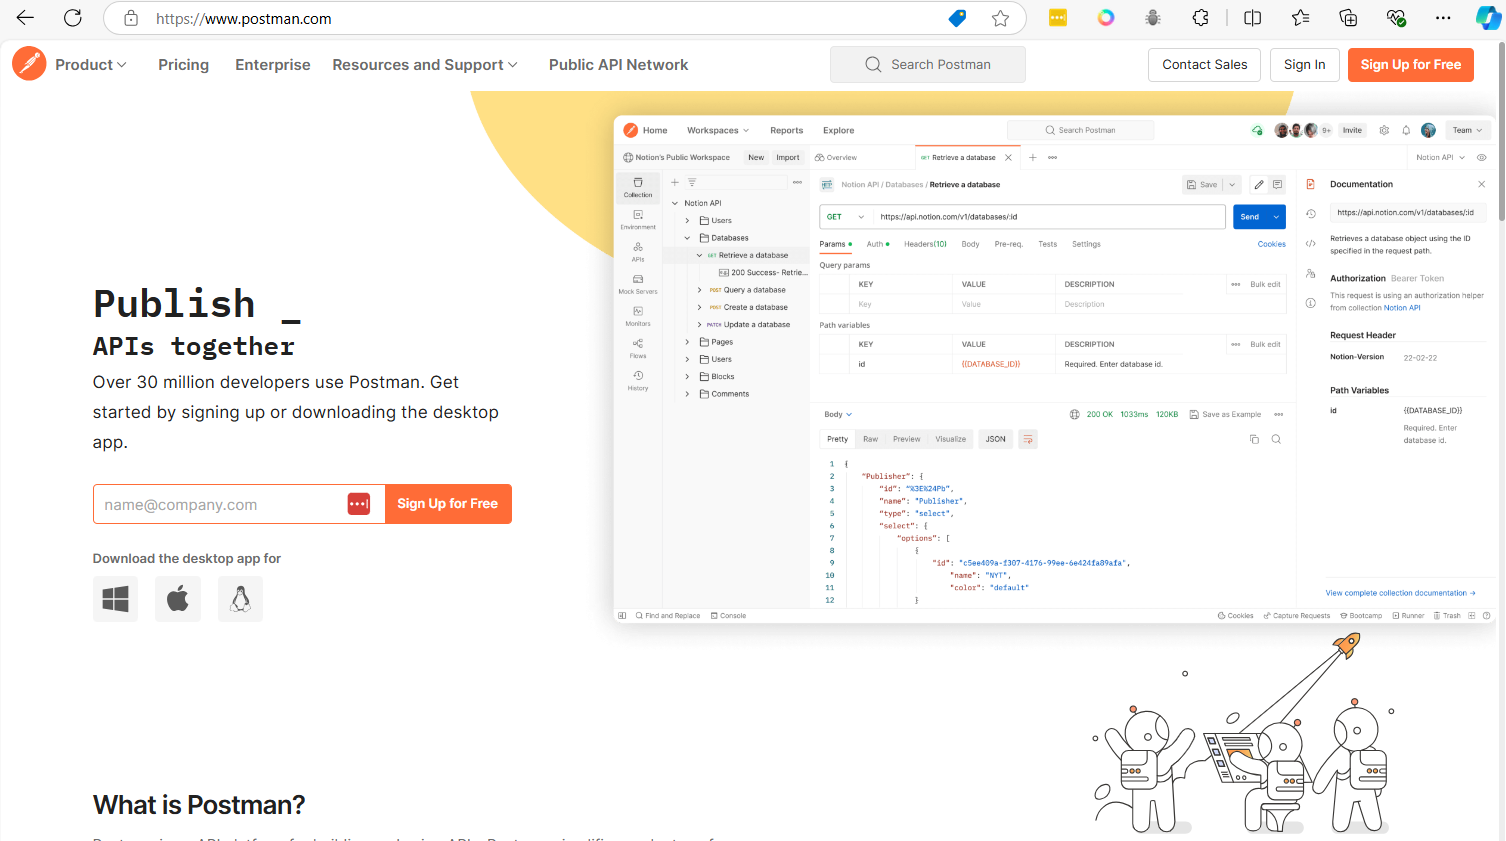 https://www.postman.com
Product
Pricing
Enterprise
Resources and Support
Public API Network
Search Postman
Contact Sales
Sign In
Sign Up for Free
Publish _
APIs together
Over 30 million developers use Postman. Get
started by signing up or downloading the desktop
app.
name@company.com
Sign Up for Free
Download the desktop app for
Home
Workspaces
Reports
Explore
Search Postman
9+
Invite
Team
Notion's Public Workspace
New
Import
Overview
GET Retrieve a database
Notion API
Collection
Environment
APIs
Mock Servers
Monitors
Flows
History
Notion API
Users
Databases
GET Retrieve a database
200 Success- Retrie...
POST Query a database
POST Create a database
PATCH Update a database
Pages
Users
Blocks
Comments
HTTP
Notion API / Databases / Retrieve a database
Save
GET
https://api.notion.com/v1/databases/:id
Send
Params
Auth
Headers(10)
Body
Pre-req.
Tests
Settings
Cookies
Query params
KEY VALUE DESCRIPTION
Bulk edit
Key Value Description
Path variables
KEY VALUE DESCRIPTION
Bulk edit
id {{DATABASE_ID}} Required. Enter database id.
Body
200 OK 1033ms 120KB
Save as Example
Pretty
Raw
Preview
Visualize
JSON
1 {
2 "Publisher": {
3 "id": "%3E%24Pb",
4 "name": "Publisher",
5 "type": "select",
6 "select": {
7 "options": [
8 {
9 "id": "c5ee409a-f307-4176-99ee-6e424fa89afa",
10 "name": "NYT",
11 "color": "default"
12 }
Documentation
https://api.notion.com/v1/databases/:id
Retrieves a database object using the ID
specified in the request path.
Authorization Bearer Token
This request is using an authorization helper
from collection Notion API
Request Header
Notion-Version 22-02-22
Path Variables
id {{DATABASE_ID}}
Required. Enter
database id.
View complete collection documentation →
Find and Replace
Console
Cookies
Capture Requests
Bootcamp
Runner
Trash
What is Postman?